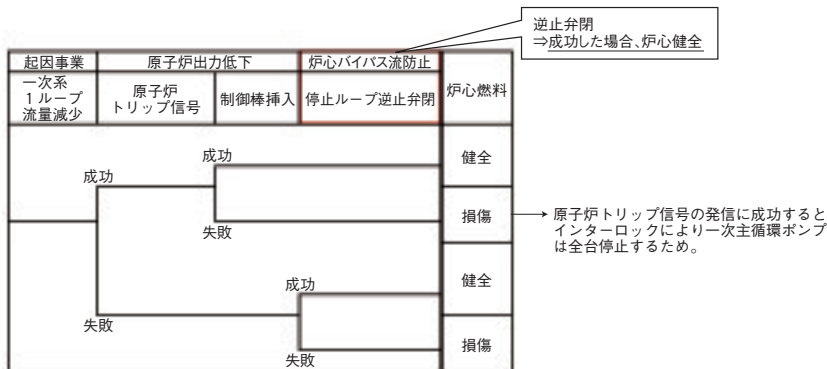 逆止弁閉
⇒成功した場合、炉心健全
起因事業
原子炉出力低下
炉心バイパス流防止
炉心燃料
一次系
1ループ
流量減少
原子炉
トリップ信号
制御棒挿入
停止ループ逆止弁閉
成功
成功
健全
失敗
損傷
原子炉トリップ信号の発信に成功すると
インターロックにより一次主循環ポンプ
は全台停止するため。
成功
健全
失敗
失敗
損傷